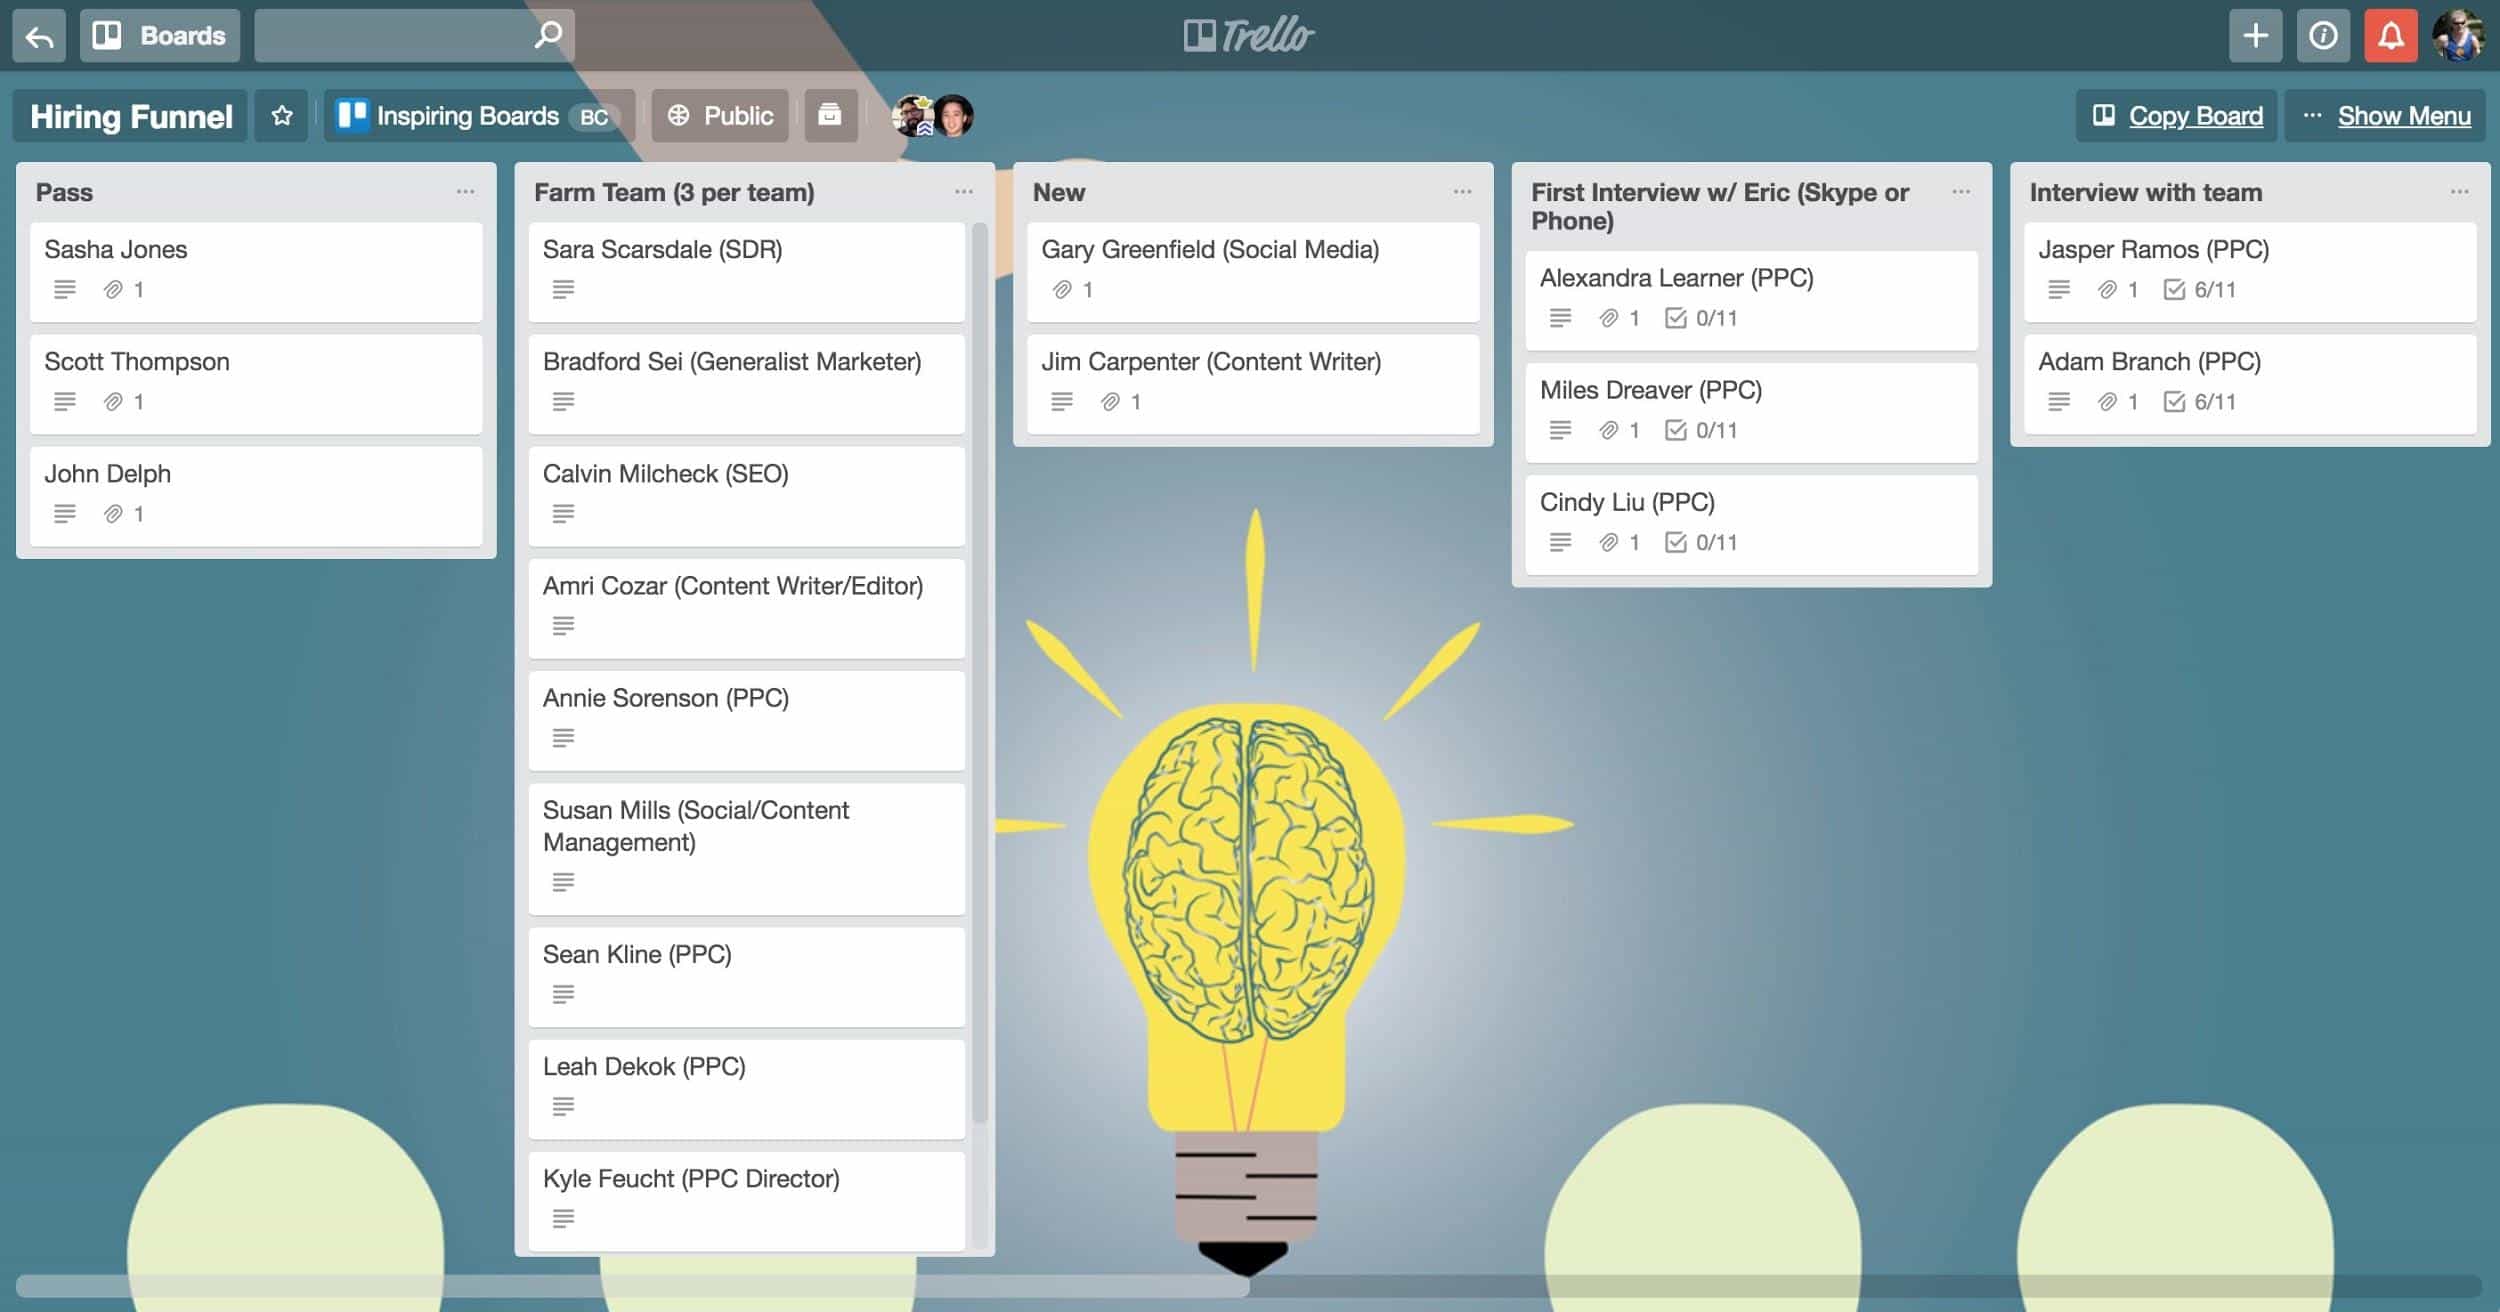 Boards
Trello
Hiring Funnel
Inspiring Boards BC
Public
Copy Board
... Show Menu
Pass
Sasha Jones
1
Scott Thompson
1
John Delph
1
Farm Team (3 per team)
Sara Scarsdale (SDR)
Bradford Sei (Generalist Marketer)
Calvin Milcheck (SEO)
Amri Cozar (Content Writer/Editor)
Annie Sorenson (PPC)
Susan Mills (Social/Content
Management)
Sean Kline (PPC)
Leah Dekok (PPC)
Kyle Feucht (PPC Director)
New
Gary Greenfield (Social Media)
1
Jim Carpenter (Content Writer)
1
First Interview w/ Eric (Skype or
Phone)
Alexandra Learner (PPC)
1 0/11
Miles Dreaver (PPC)
1 0/11
Cindy Liu (PPC)
1 0/11
Interview with team
Jasper Ramos (PPC)
1 6/11
Adam Branch (PPC)
1 6/11